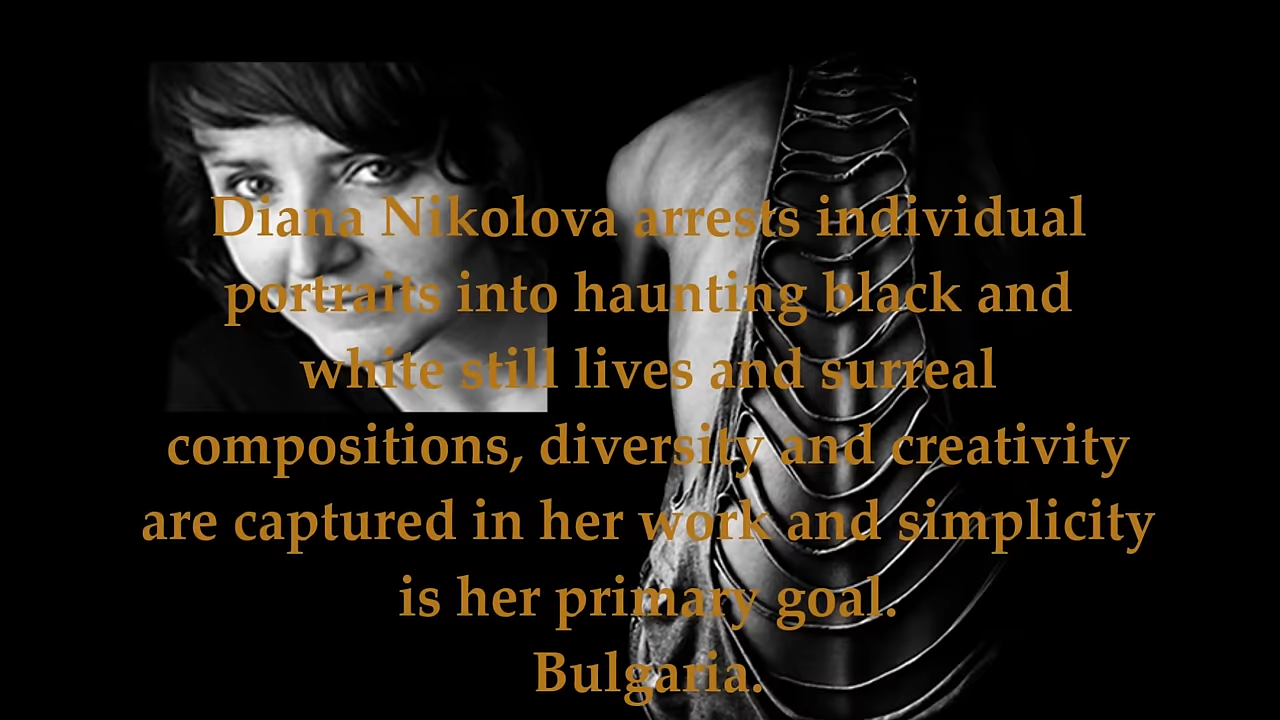 Diana Nikolova arrests individual
portraits into haunting black and
white still lives and surreal
compositions, diversity and creativity
are captured in her work and simplicity
is her primary goal.
Bulgaria.